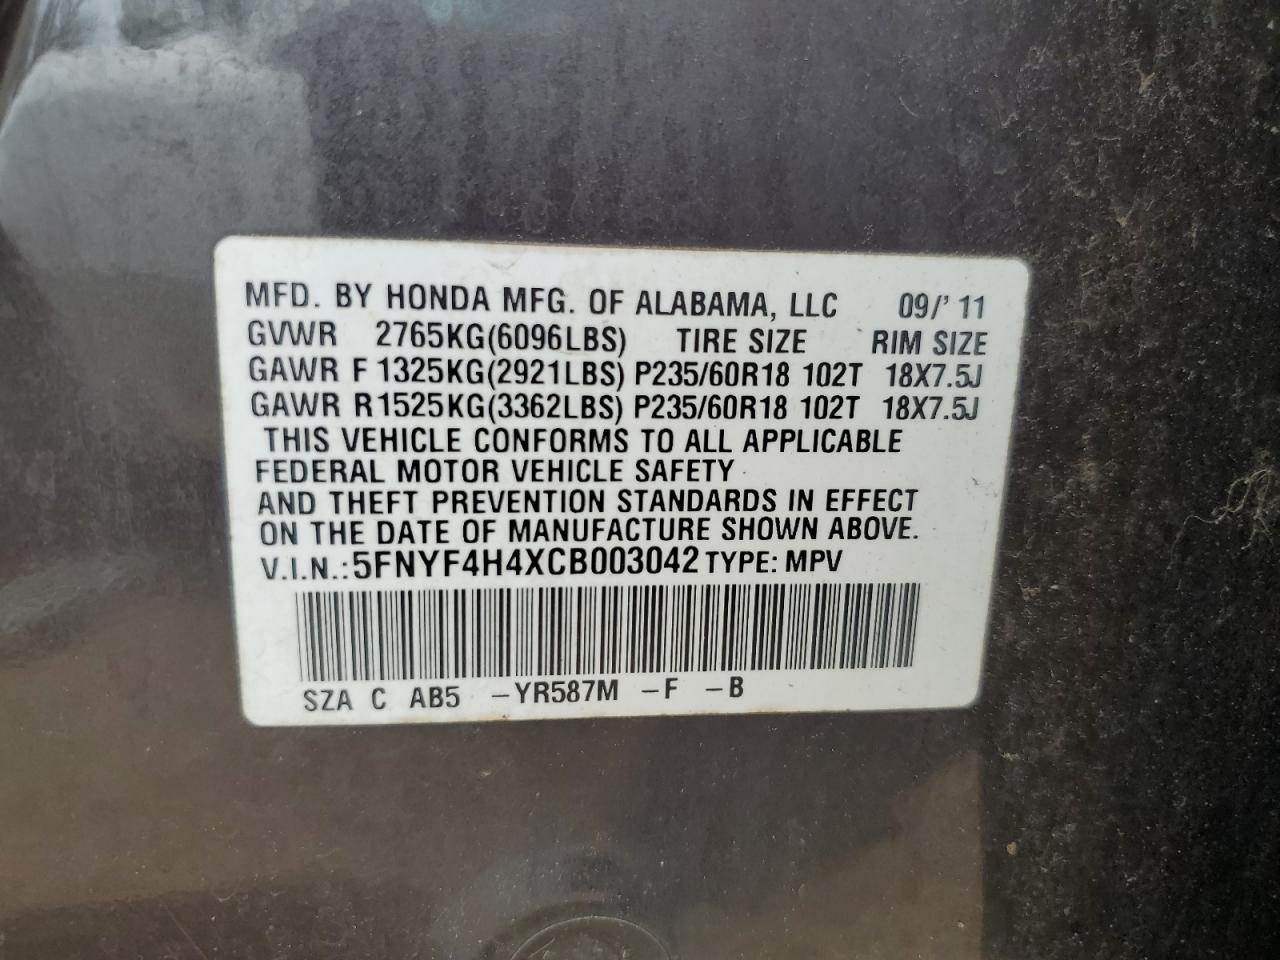 MFD. BY HONDA MFG. OF ALABAMA, LLC 09/' 11
GVWR 2765KG(6096LBS) TIRE SIZE RIM SIZE
GAWR F 1325KG(2921LBS) P235/60R18 102T 18X7.5J
GAWR R1525KG(3362LBS) P235/60R18 102T 18X7.5J
THIS VEHICLE CONFORMS TO ALL APPLICABLE
FEDERAL MOTOR VEHICLE SAFETY
AND THEFT PREVENTION STANDARDS IN EFFECT
ON THE DATE OF MANUFACTURE SHOWN ABOVE.
V.I.N.:5FNYF4H4XCB003042 TYPE: MPV
SZA C AB5 -YR587M -F -B